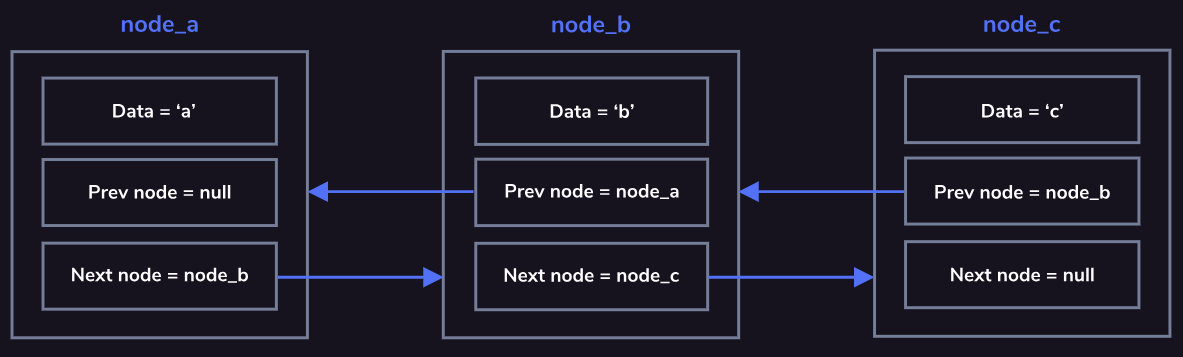 node_a
Data = ‘a’
Prev node = null
Next node = node_b
node_b
Data = ‘b’
Prev node = node_a
Next node = node_c
node_c
Data = ‘c’
Prev node = node_b
Next node = null